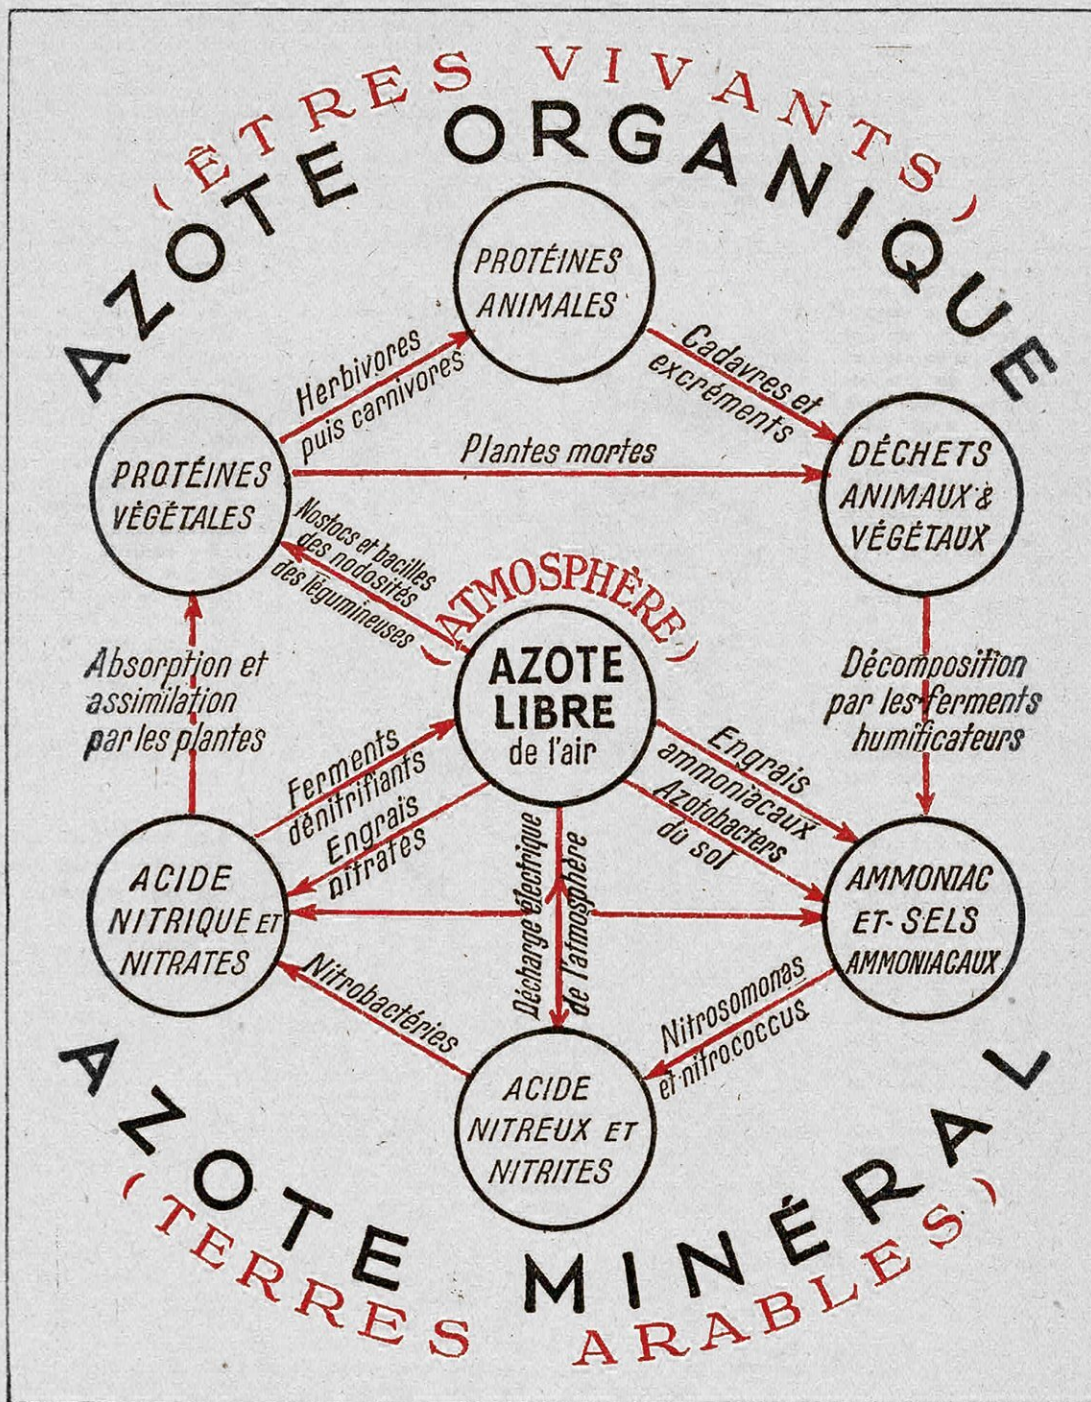 (ÊTRES VIVANTS)
AZOTE ORGANIQUE
PROTÉINES
ANIMALES
Herbivores
puis carnivores
Cadavres et
excréments
Plantes mortes
PROTÉINES
VÉGÉTALES
DÉCHETS
ANIMAUX &
VÉGÉTAUX
Nostocs et bacilles
des nodosités
des légumineuses
(ATMOSPHÈRE)
AZOTE
LIBRE
de l'air
Absorption et
assimilation
par les plantes
Décomposition
par les ferments
humificateurs
Ferments
dénitrifiants
Engrais
nitratés
Engrais
ammoniacaux
Azotobacters
du sol
Décharge électrique
de l'atmosphère
ACIDE
NITRIQUE ET
NITRATES
AMMONIAC
ET SELS
AMMONIACAUX
Nitrobactéries
Nitrosomonas
et nitrococcus
ACIDE
NITREUX ET
NITRITES
AZOTE MINÉRAL
(TERRES ARABLES)